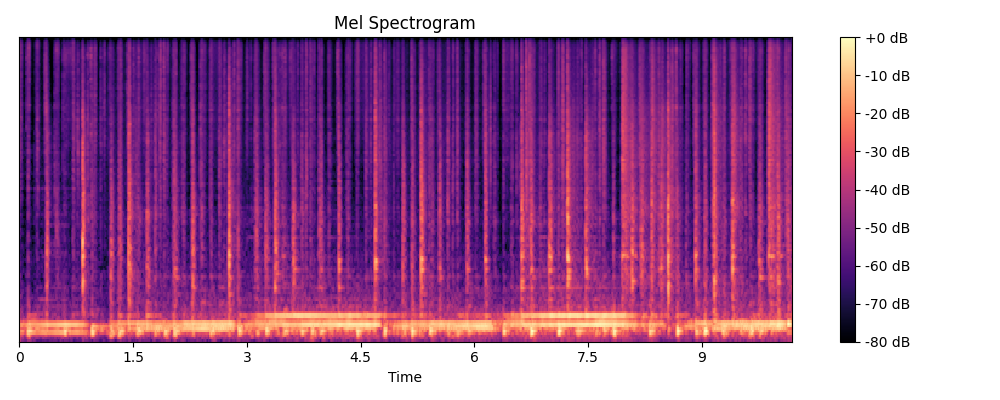 Mel Spectrogram
+0 dB
-10 dB
-20 dB
-30 dB
-40 dB
-50 dB
-60 dB
-70 dB
-80 dB
0 1.5 3 4.5 6 7.5 9
Time